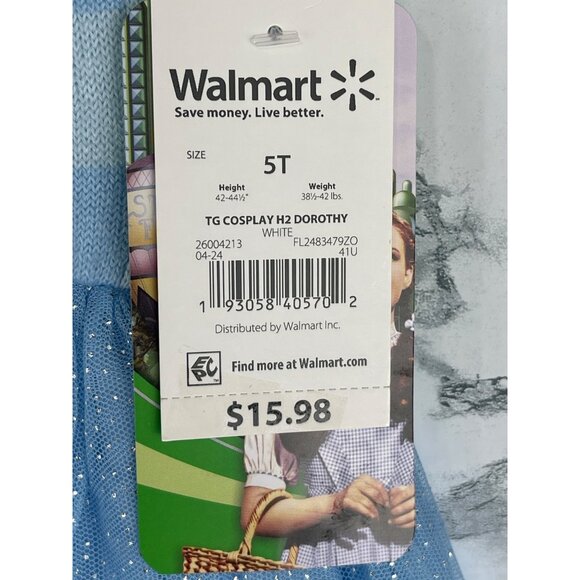 Walmart
Save money. Live better.
SIZE 5T
Height Weight
42-44½" 38½-42 lbs.
TG COSPLAY H2 DOROTHY
WHITE
26004213 FL2483479ZO
04-24 41U
1 93058 40570 2
Distributed by Walmart Inc.
EPC Find more at Walmart.com
$15.98